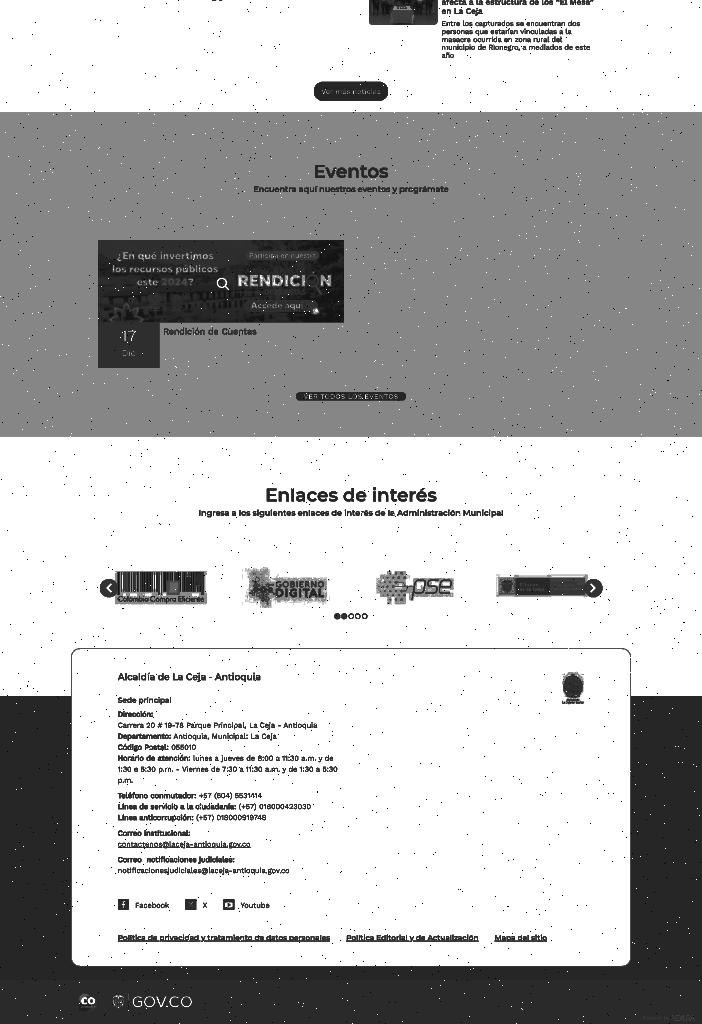 afecta a la estructura de los "El Mesa"
en La Ceja
Entre los capturados se encuentran dos
personas que estarían vinculadas a la
masacre ocurrida en zona rural del
municipio de Rionegro, a mediados de este
año
Ver más noticias
Eventos
Encuentra aquí nuestros eventos y prográmate
¿En qué invertimos
los recursos públicos
este 2024?
Participa en nuestra
RENDICIÓN
Accede aquí
17
Dic
Rendición de Cuentas
VER TODOS LOS EVENTOS
Enlaces de interés
Ingresa a los siguientes enlaces de interés de la Administración Municipal
Colombia Compra Eficiente
GOBIERNO
DIGITAL
pse
Alcaldía de La Ceja - Antioquia
Sede principal
Dirección:
Carrera 20 # 19-78 Parque Principal, La Ceja - Antioquia
Departamento: Antioquia, Municipal: La Ceja
Código Postal: 055010
Horario de atención: lunes a jueves de 8:00 a 11:30 a.m. y de
1:30 e 5:30 p.m. - Viernes de 7:30 a 11:30 a.m. y de 1:30 a 5:30
p.m.
Teléfono conmutador: +57 (604) 5531414
Línea de servicio a la ciudadanía: (+57) 018000423030
Línea anticorrupción: (+57) 018000919748
Correo institucional:
contactenos@laceja-antioquia.gov.co
Correo notificaciones judiciales:
notificacionesjudiciales@laceja-antioquia.gov.co
Facebook X Youtube
Política de privacidad y tratamiento de datos personales Política Editorial y de Actualización Mapa del sitio
CO GOV.CO